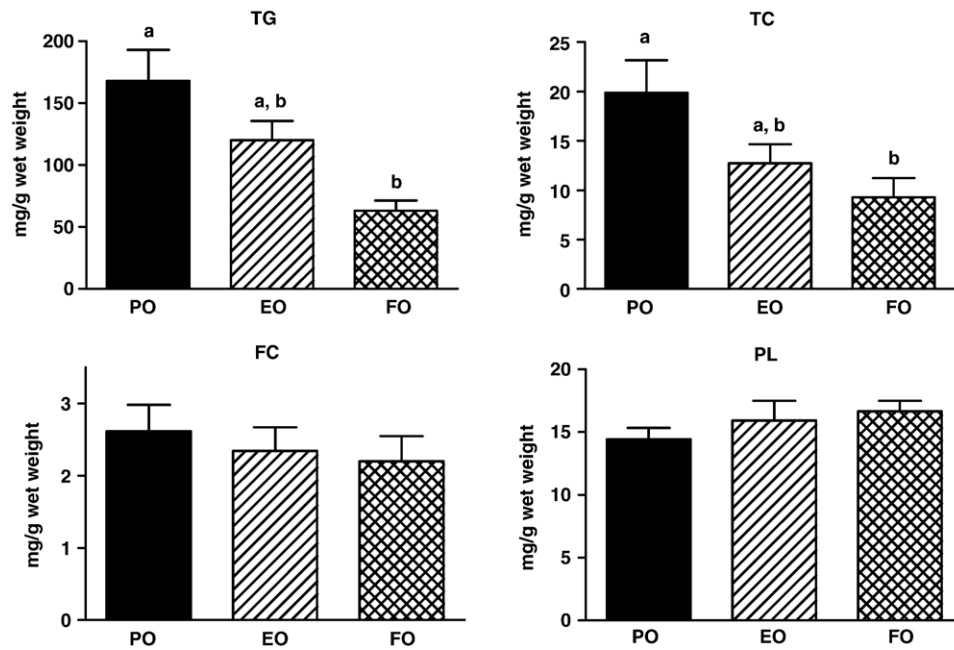 TG
mg/g wet weight
200
150
100
50
0
a
a, b
b
PO EO FO
TC
mg/g wet weight
25
20
15
10
5
0
a
a, b
b
PO EO FO
FC
mg/g wet weight
3
2
1
0
PO EO FO
PL
mg/g wet weight
20
15
10
5
0
PO EO FO